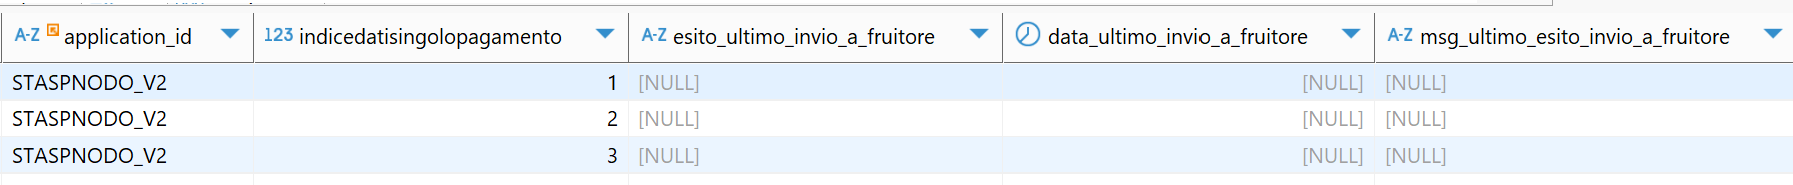 A-Z application_id 123 indicedatisingolopagamento A-Z esito_ultimo_invio_a_fruitore data_ultimo_invio_a_fruitore A-Z msg_ultimo_esito_invio_a_fruitore
STASPNODO_V2 1 [NULL] [NULL] [NULL]
STASPNODO_V2 2 [NULL] [NULL] [NULL]
STASPNODO_V2 3 [NULL] [NULL] [NULL]